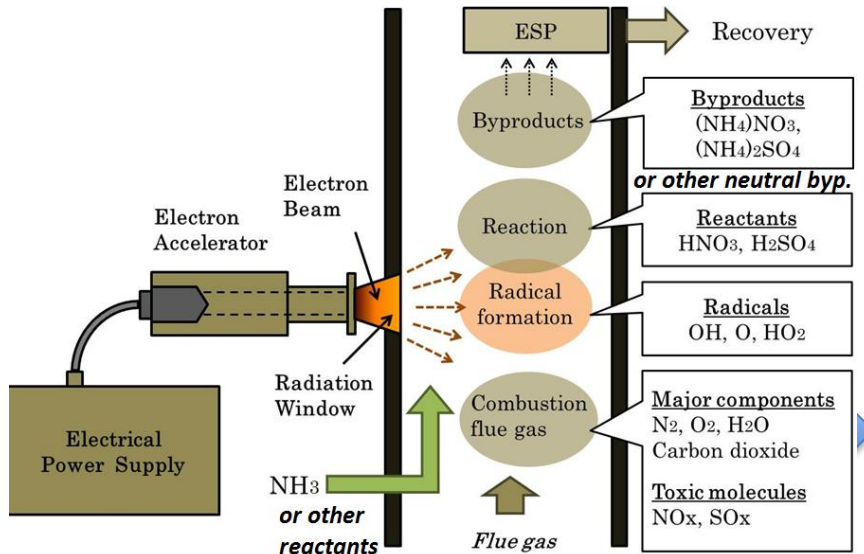 ESP
Recovery
Byproducts
Byproducts
(NH4)NO3,
(NH4)2SO4
or other neutral byp.
Electron
Beam
Electron
Accelerator
Reaction
Reactants
HNO3, H2SO4
Radical
formation
Radicals
OH, O, HO2
Radiation
Window
Combustion
flue gas
Major components
N2, O2, H2O
Carbon dioxide
Toxic molecules
NOx, SOx
Electrical
Power Supply
NH3
or other
reactants
Flue gas